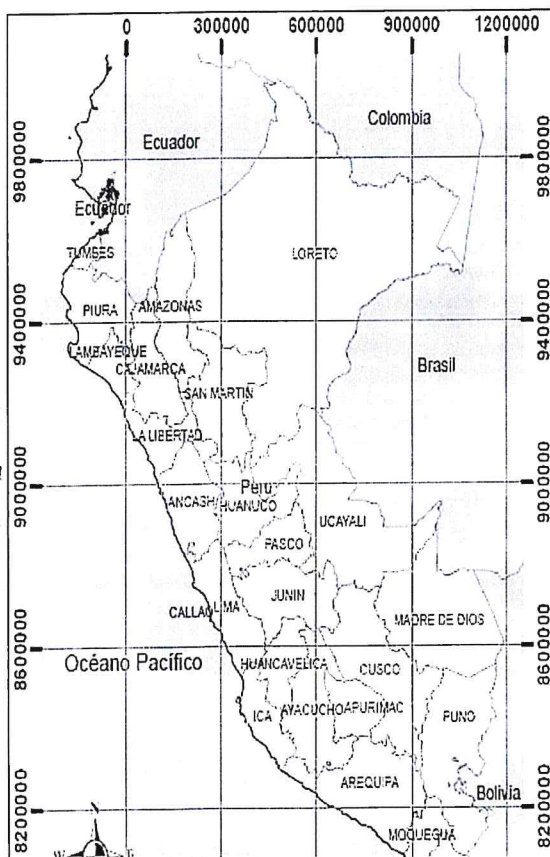 0 300000 600000 900000 1200000
Colombia
Ecuador
9800000 9800000
Ecuador
TUMBES
LORETO
PIURA AMAZONAS
9400000 9400000
LAMBAYEQUE
CAJAMARCA
Brasil
SAN MARTIN
LA LIBERTAD
9000000 9000000
Peru
ANCASH HUANUCO
UCAYALI
PASCO
JUNIN
CALLAO LIMA
MADRE DE DIOS
8600000 8600000
Océano Pacífico
HUANCAVELICA
CUSCO
ICA AYACUCHO APURIMAC PUNO
AREQUIPA
Bolivia
8200000 8200000
MOQUEGUA
N
W E